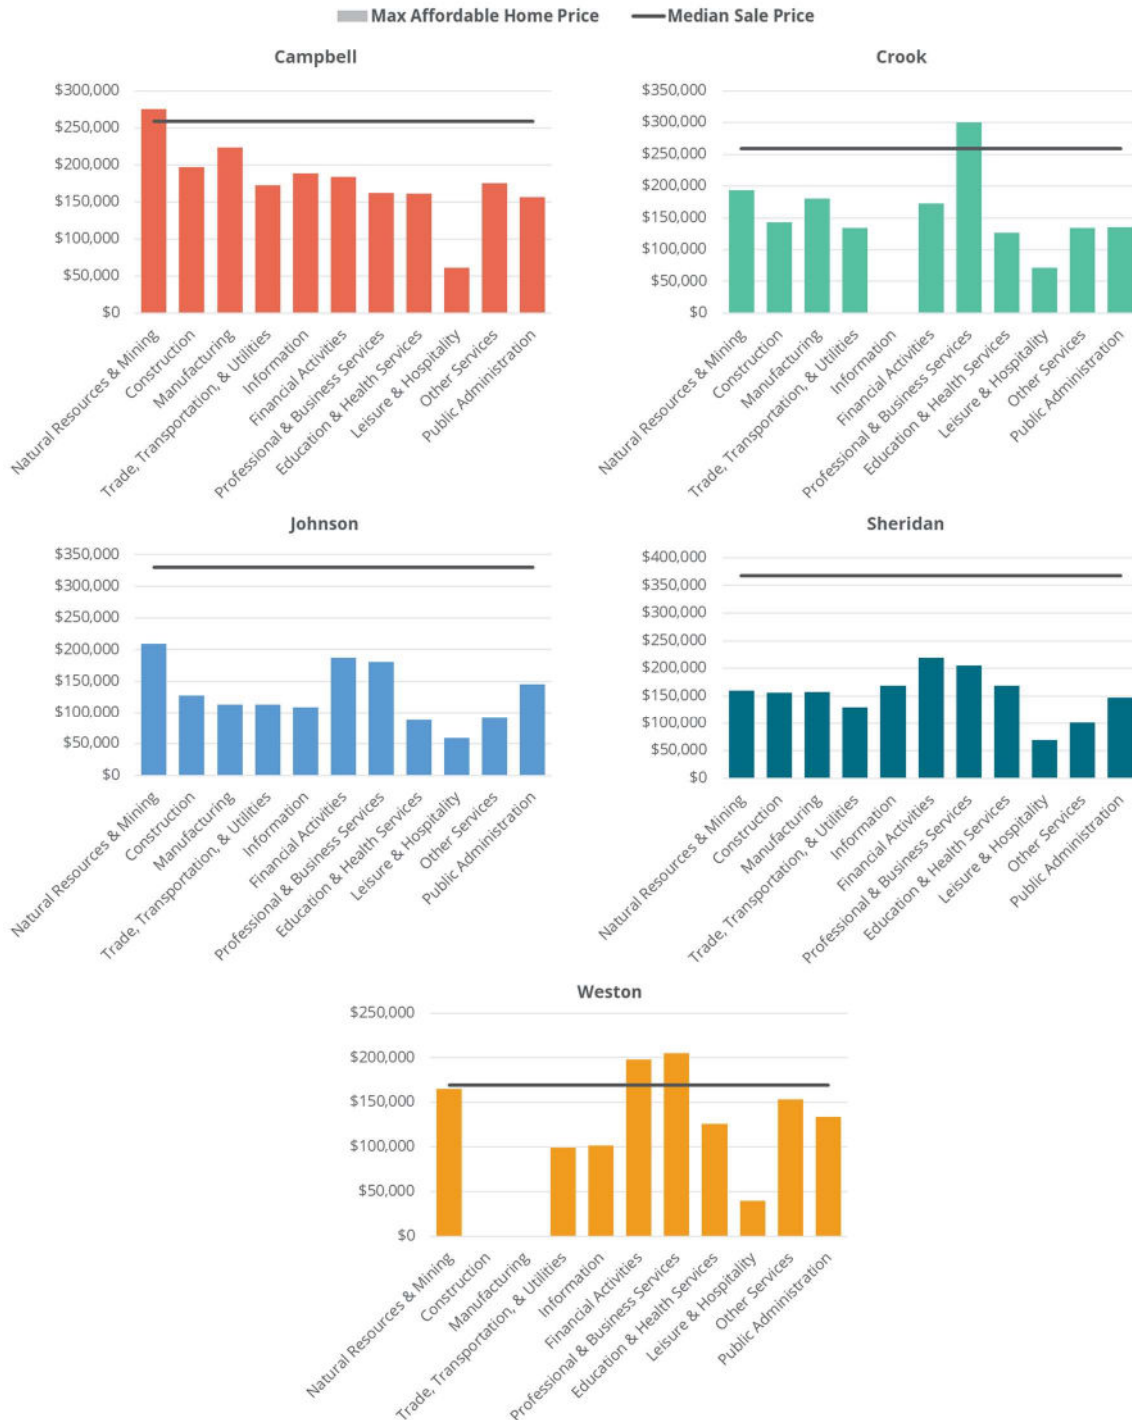 Max Affordable Home Price Median Sale Price
Campbell
$300,000
$250,000
$200,000
$150,000
$100,000
$50,000
$0
Natural Resources & Mining
Construction
Manufacturing
Trade, Transportation, & Utilities
Information
Financial Activities
Professional & Business Services
Education & Health Services
Leisure & Hospitality
Other Services
Public Administration
Crook
$350,000
$300,000
$250,000
$200,000
$150,000
$100,000
$50,000
$0
Natural Resources & Mining
Construction
Manufacturing
Trade, Transportation, & Utilities
Information
Financial Activities
Professional & Business Services
Education & Health Services
Leisure & Hospitality
Other Services
Public Administration
Johnson
$350,000
$300,000
$250,000
$200,000
$150,000
$100,000
$50,000
$0
Natural Resources & Mining
Construction
Manufacturing
Trade, Transportation, & Utilities
Information
Financial Activities
Professional & Business Services
Education & Health Services
Leisure & Hospitality
Other Services
Public Administration
Sheridan
$400,000
$350,000
$300,000
$250,000
$200,000
$150,000
$100,000
$50,000
$0
Natural Resources & Mining
Construction
Manufacturing
Trade, Transportation, & Utilities
Information
Financial Activities
Professional & Business Services
Education & Health Services
Leisure & Hospitality
Other Services
Public Administration
Weston
$250,000
$200,000
$150,000
$100,000
$50,000
$0
Natural Resources & Mining
Construction
Manufacturing
Trade, Transportation, & Utilities
Information
Financial Activities
Professional & Business Services
Education & Health Services
Leisure & Hospitality
Other Services
Public Administration